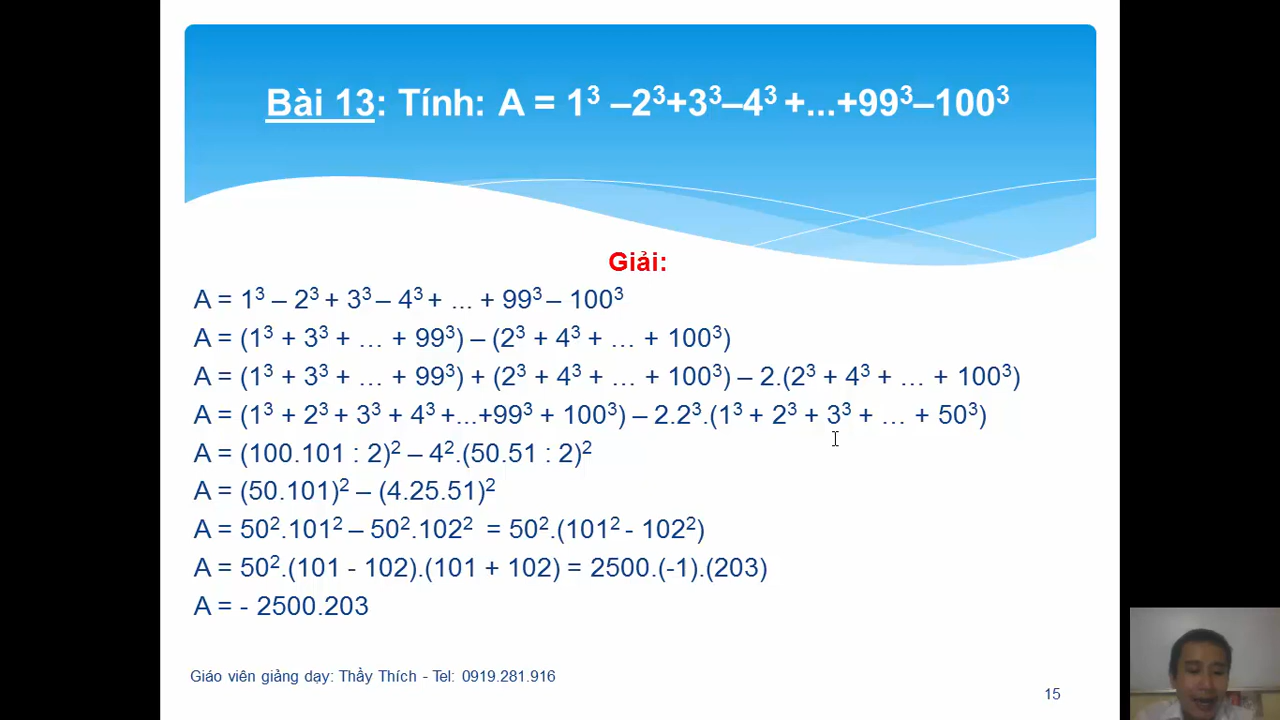 Bài 13: Tính: A = 1³ –2³+3³–4³ +...+99³–100³
Giải:
A = 1³ – 2³ + 3³ – 4³ + ... + 99³ – 100³
A = (1³ + 3³ + … + 99³) – (2³ + 4³ + … + 100³)
A = (1³ + 3³ + … + 99³) + (2³ + 4³ + … + 100³) – 2.(2³ + 4³ + … + 100³)
A = (1³ + 2³ + 3³ + 4³ +...+99³ + 100³) – 2.2³.(1³ + 2³ + 3³ + … + 50³)
A = (100.101 : 2)² – 4².(50.51 : 2)²
A = (50.101)² – (4.25.51)²
A = 50².101² – 50².102² = 50².(101² - 102²)
A = 50².(101 - 102).(101 + 102) = 2500.(-1).(203)
A = - 2500.203
Giáo viên giảng dạy: Thầy Thích - Tel: 0919.281.916
15